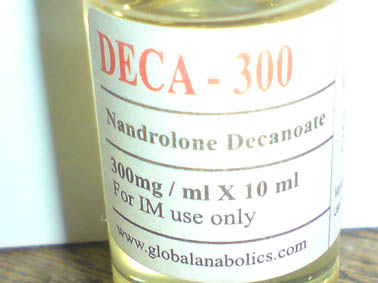 DECA - 300
Nandrolone Decanoate
300mg / ml X 10 ml
For IM use only
www.globalanabolics.com